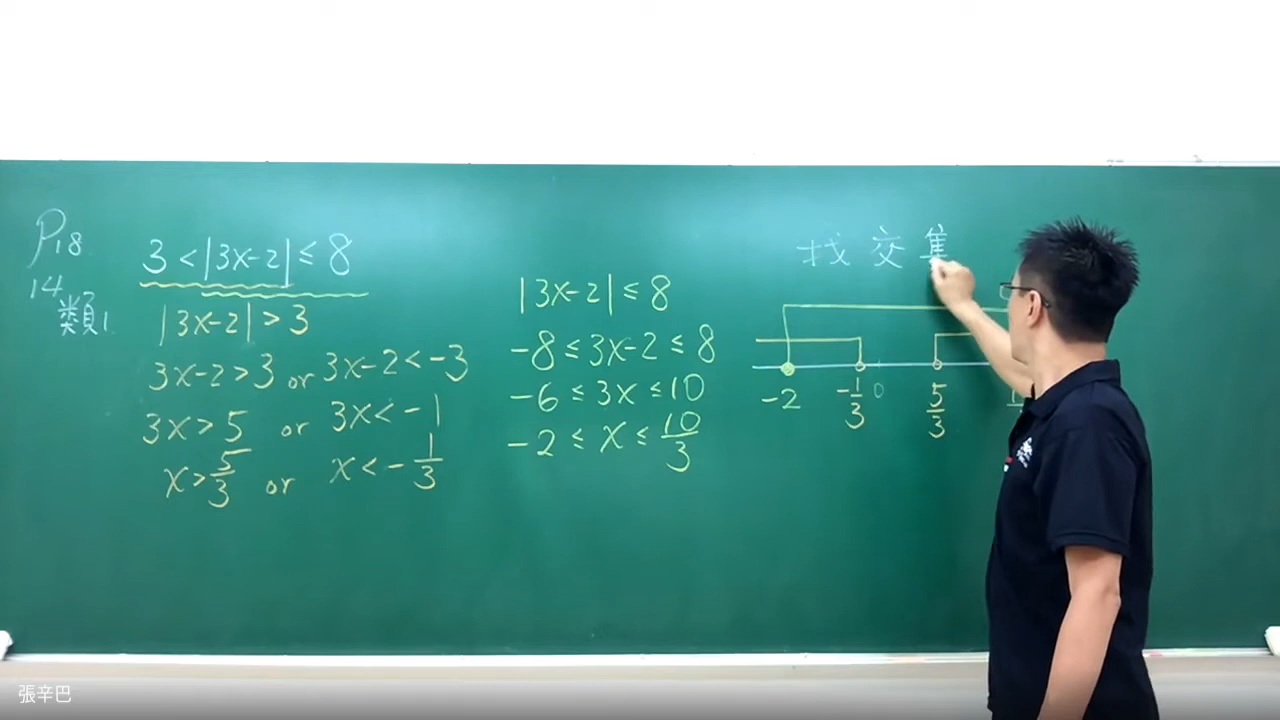 P18
14
類1.
3 < |3x-2| ≤ 8
|3x-2| > 3
3x-2 > 3 or 3x-2 < -3
3x > 5 or 3x < -1
x > 5/3 or x < -1/3
|3x-2| ≤ 8
-8 ≤ 3x-2 ≤ 8
-6 ≤ 3x ≤ 10
-2 ≤ x ≤ 10/3
找交集
-2 -1/3 0 5/3
張辛巴